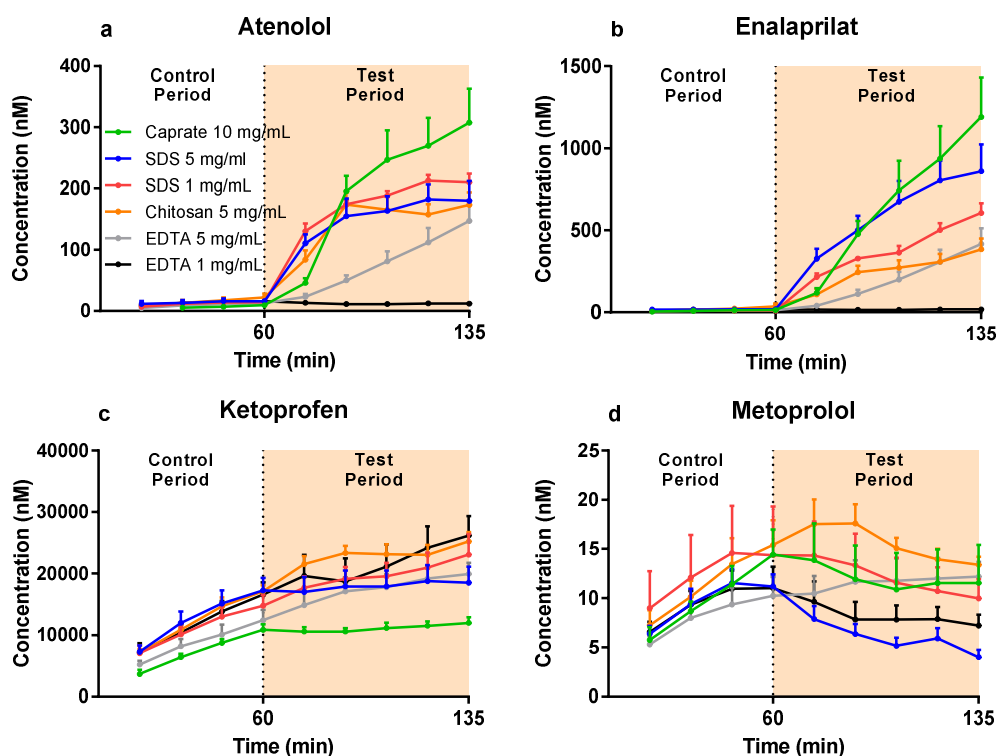 a
Atenolol
Concentration (nM)
400
300
200
100
0
Control
Period
Test
Period
Caprate 10 mg/mL
SDS 5 mg/ml
SDS 1 mg/mL
Chitosan 5 mg/mL
EDTA 5 mg/mL
EDTA 1 mg/mL
60
135
Time (min)
b
Enalaprilat
Concentration (nM)
1500
1000
500
0
Control
Period
Test
Period
60
135
Time (min)
c
Ketoprofen
Concentration (nM)
40000
30000
20000
10000
0
Control
Period
Test
Period
60
135
Time (min)
d
Metoprolol
Concentration (nM)
25
20
15
10
5
0
Control
Period
Test
Period
60
135
Time (min)